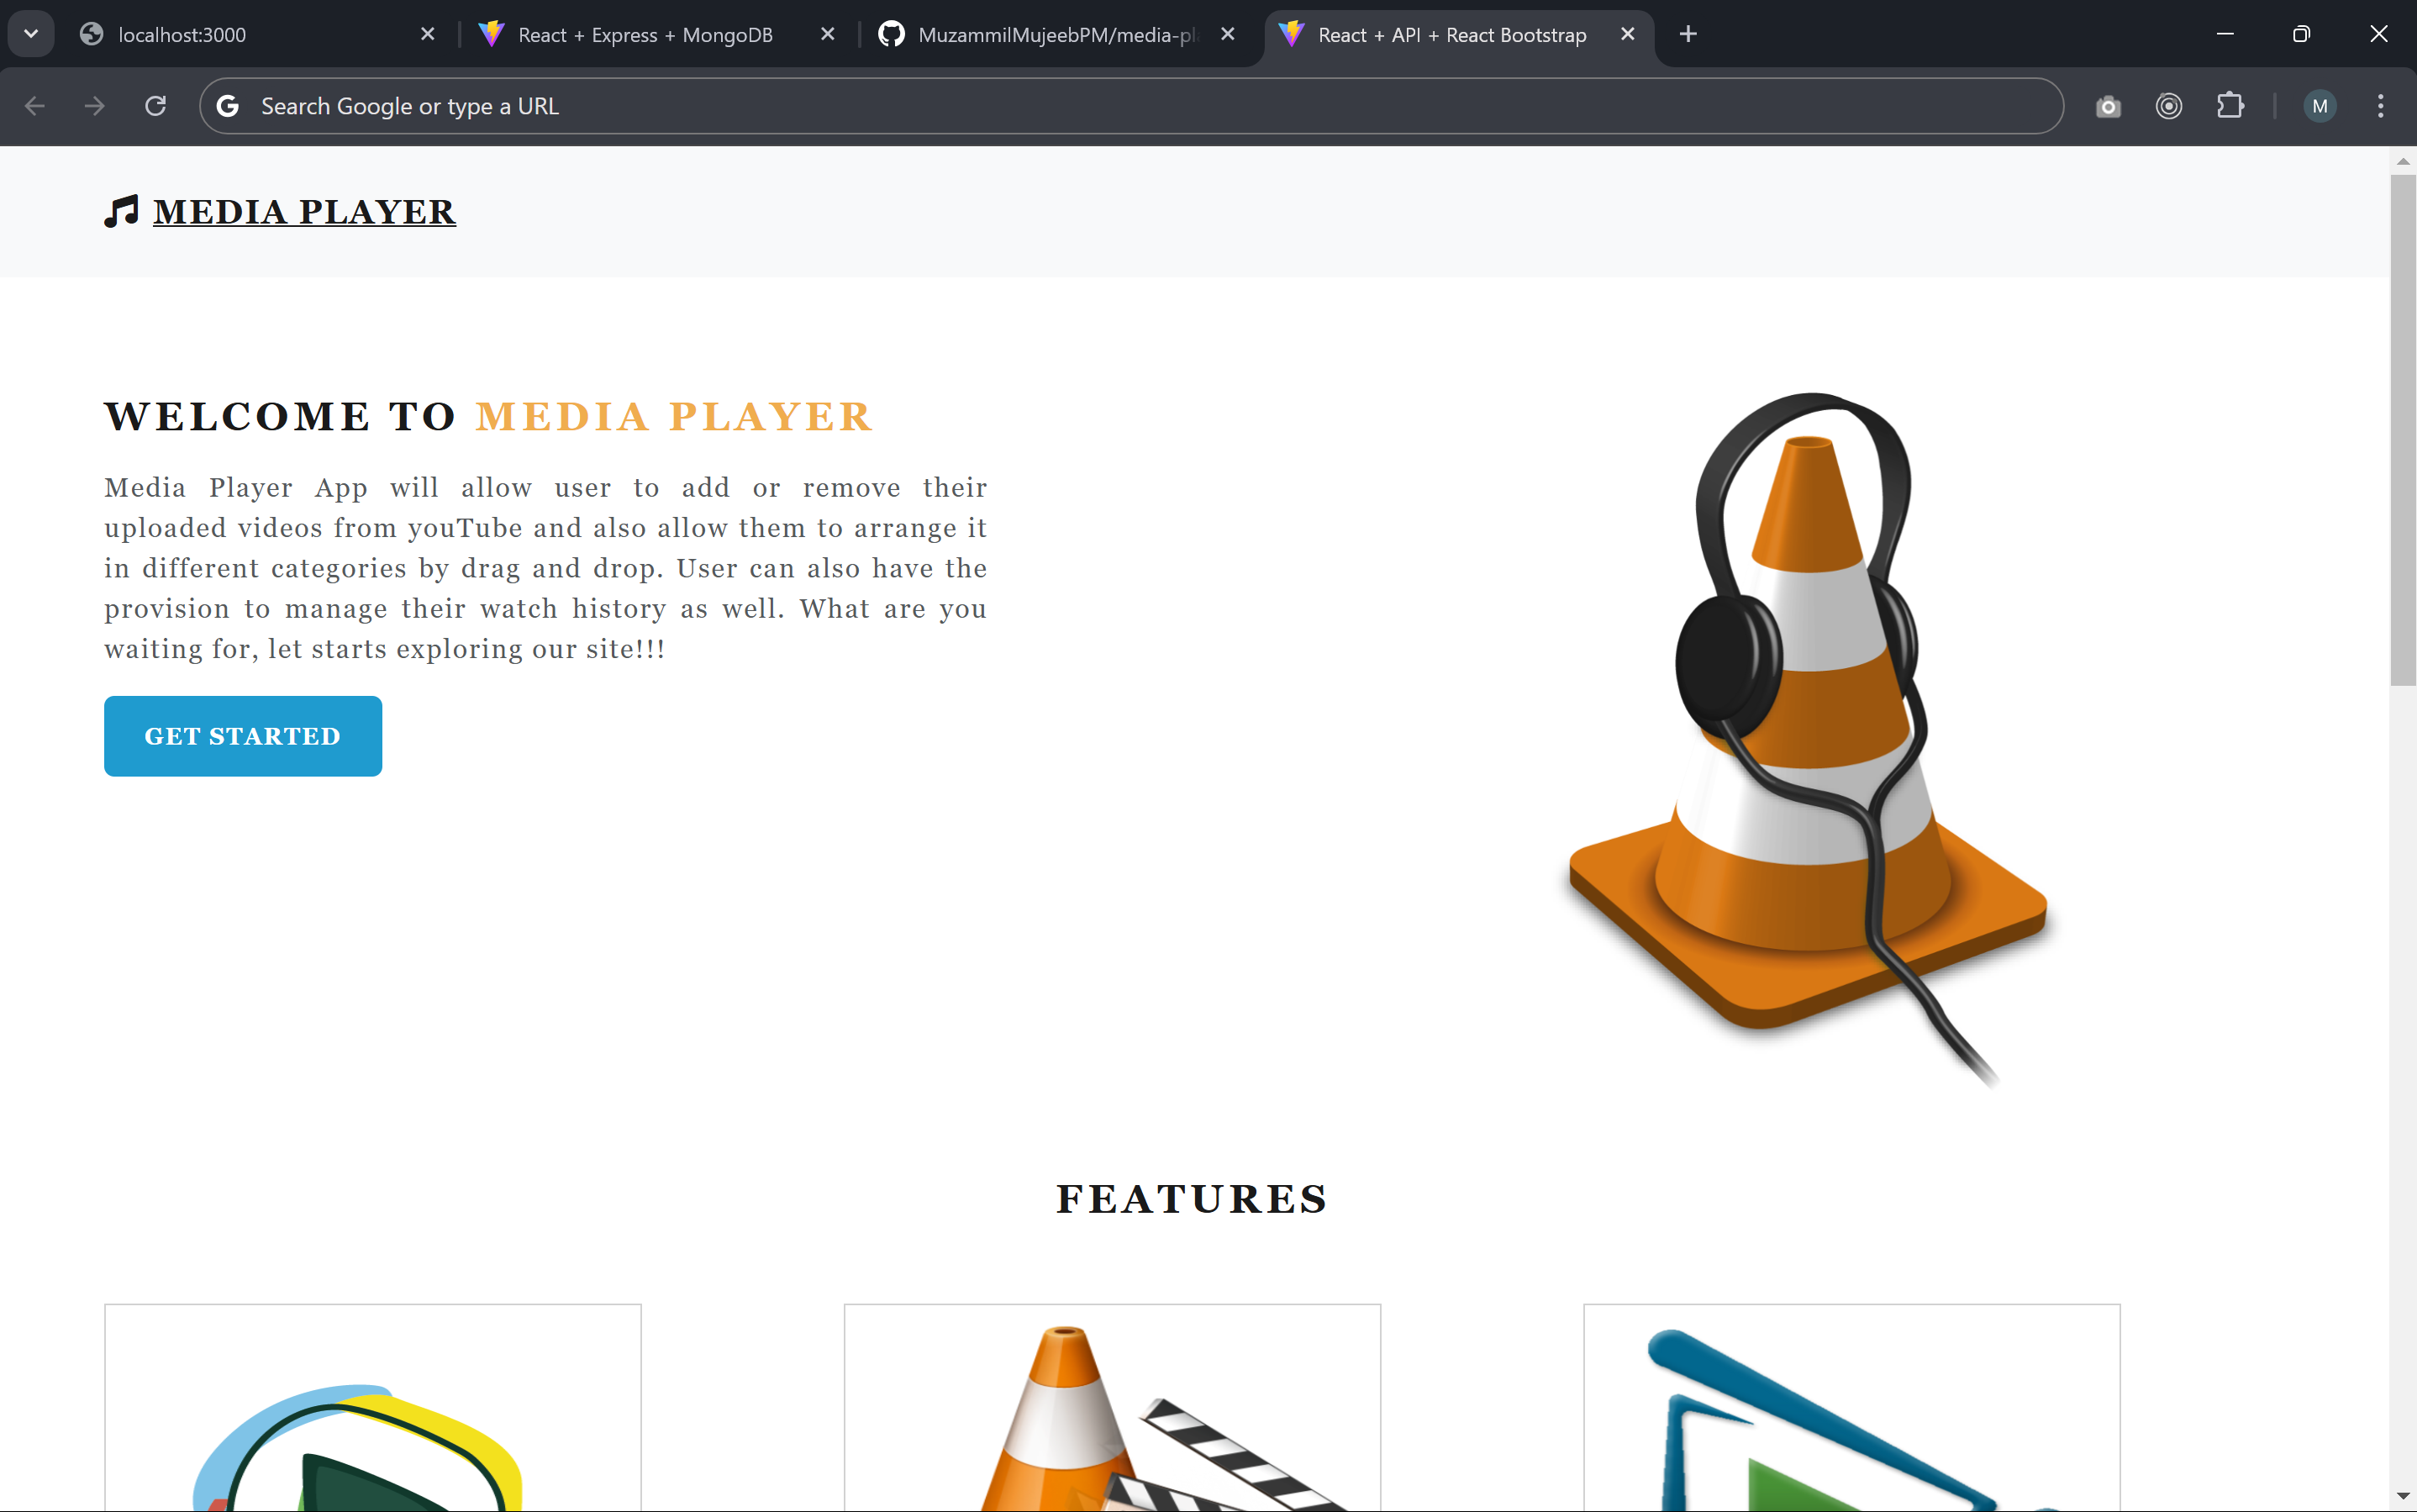 localhost:3000
React + Express + MongoDB
MuzammilMujeebPM/media-pl
React + API + React Bootstrap
G Search Google or type a URL
M
MEDIA PLAYER
WELCOME TO MEDIA PLAYER
Media Player App will allow user to add or remove their
uploaded videos from youTube and also allow them to arrange it
in different categories by drag and drop. User can also have the
provision to manage their watch history as well. What are you
waiting for, let starts exploring our site!!!
GET STARTED
FEATURES